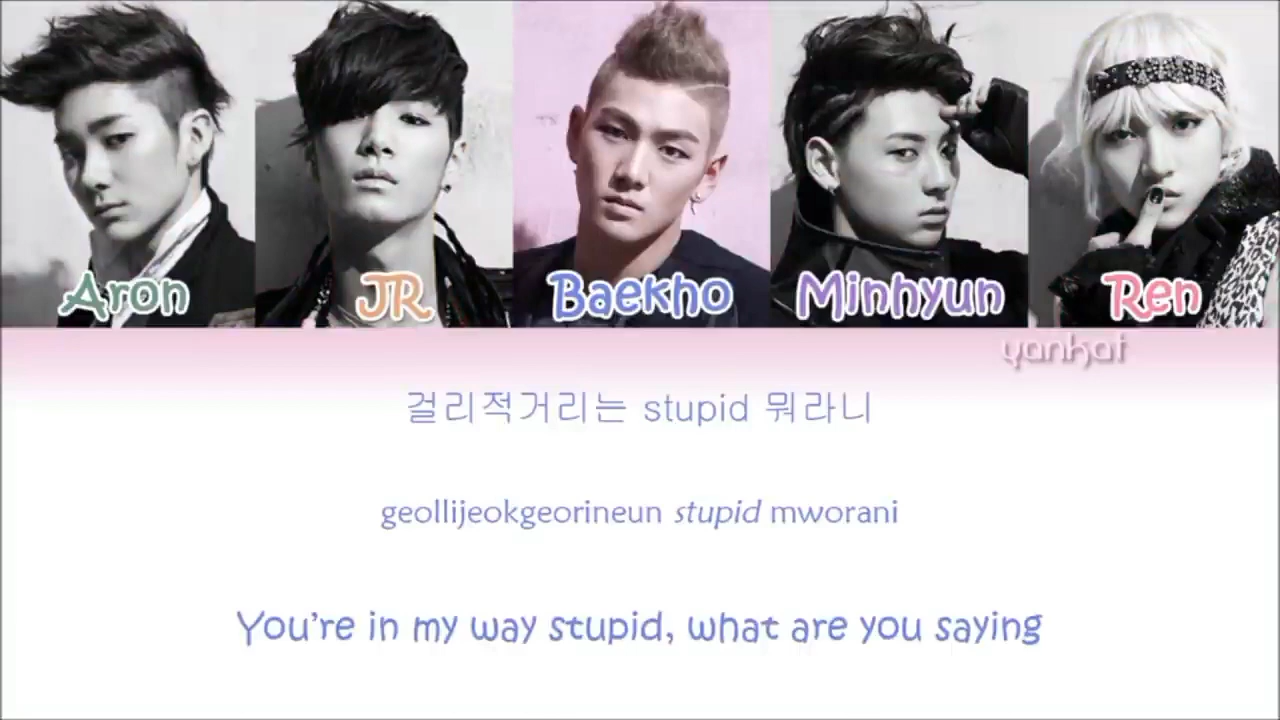 Aron JR Baekho Minhyun Ren
yankat
걸리적거리는 stupid 뭐라니
geollijeokgeorineun stupid mworani
You're in my way stupid, what are you saying